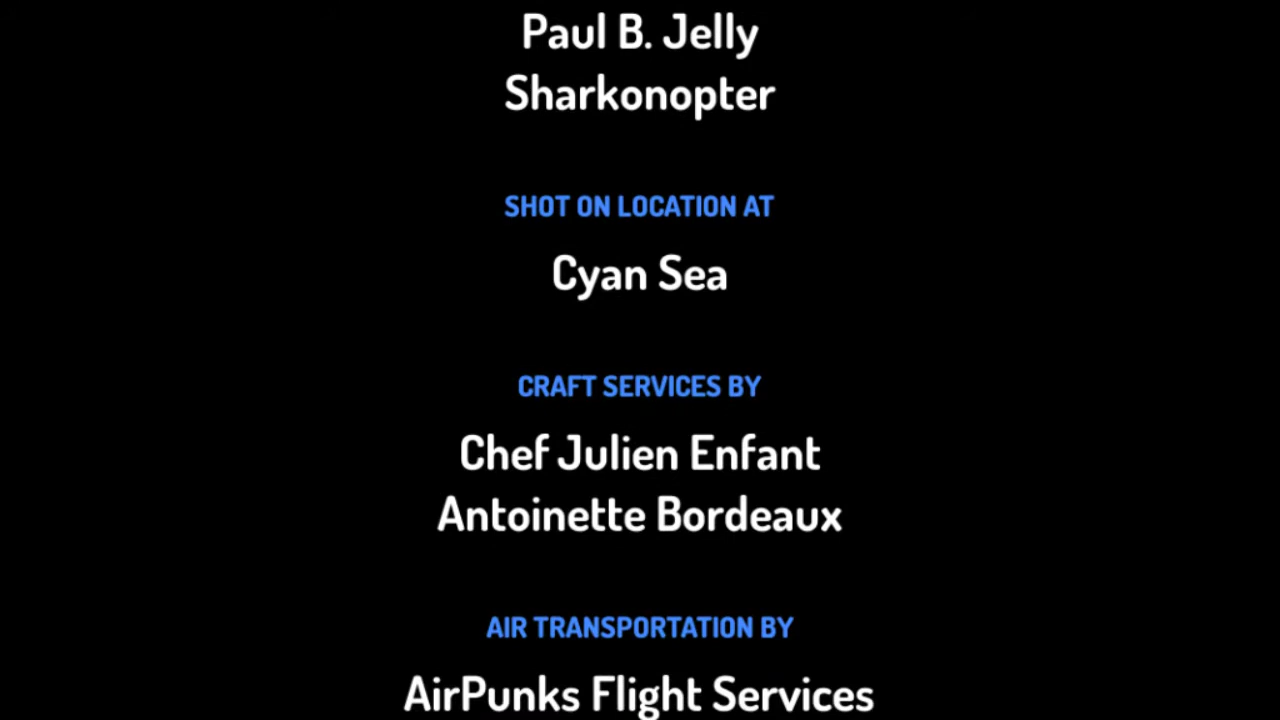 Paul B. Jelly
Sharkonopter
SHOT ON LOCATION AT
Cyan Sea
CRAFT SERVICES BY
Chef Julien Enfant
Antoinette Bordeaux
AIR TRANSPORTATION BY
AirPunks Flight Services